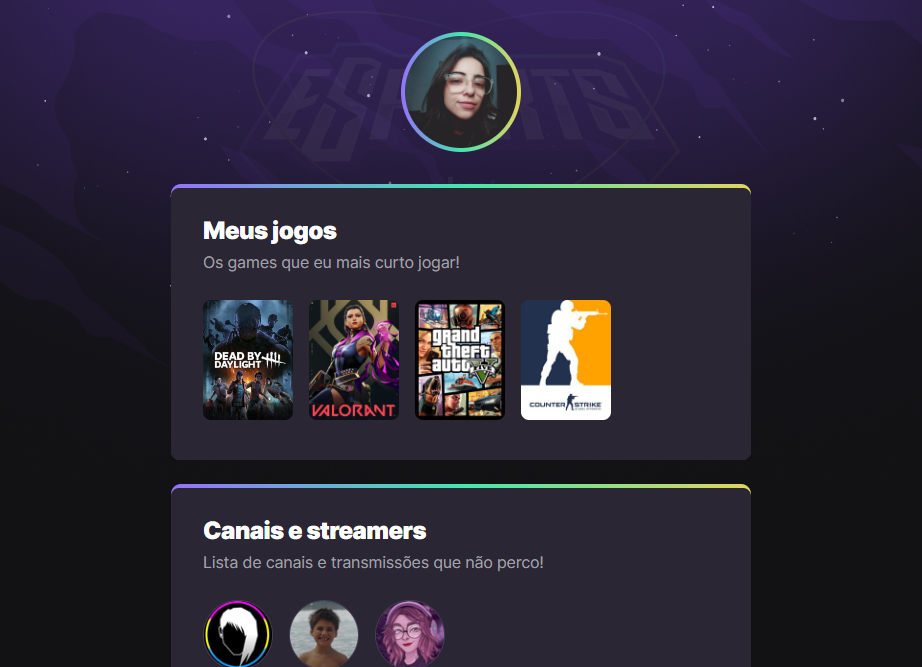 ESPORTS
Meus jogos
Os games que eu mais curto jogar!
DEAD BY
DAYLIGHT
VALORANT
grand
theft
auto V
FIVE
COUNTER STRIKE
Canais e streamers
Lista de canais e transmissões que não perco!